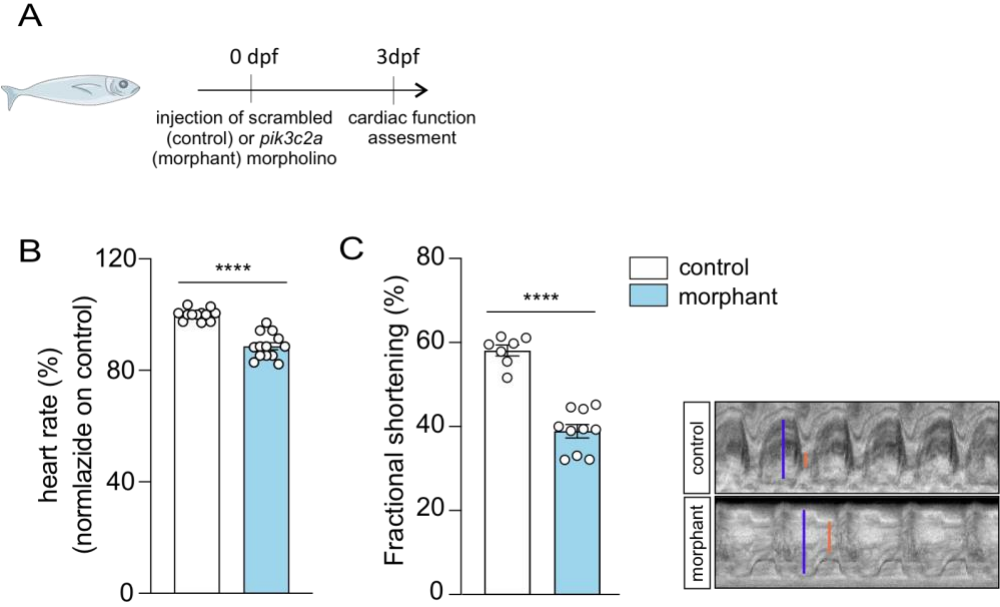 A
0 dpf
3dpf
injection of scrambled
(control) or pik3c2a
(morphant) morpholino
cardiac function
assesment
B
heart rate (%)
(normlazide on control)
120
80
40
0
****
C
Fractional shortening (%)
80
60
40
20
0
****
control
morphant
control
morphant